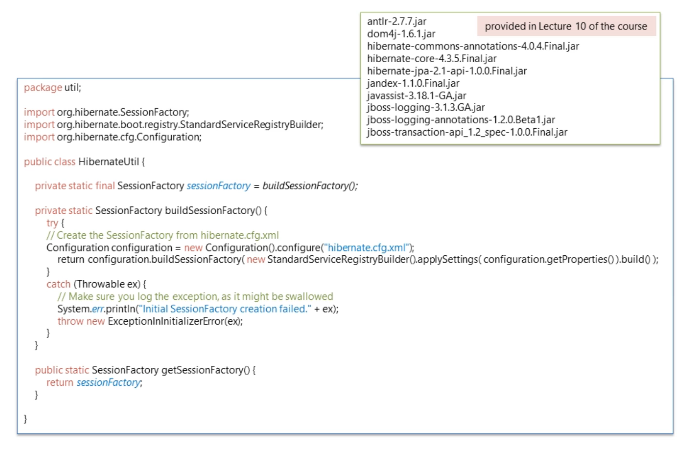 antlr-2.7.7.jar
provided in Lecture 10 of the course
dom4j-1.6.1.jar
hibernate-commons-annotations-4.0.4.Final.jar
hibernate-core-4.3.5.Final.jar
hibernate-jpa-2.1-api-1.0.0.Final.jar
jandex-1.1.0.Final.jar
javassist-3.18.1-GA.jar
jboss-logging-3.1.3.GA.jar
jboss-logging-annotations-1.2.0.Beta1.jar
jboss-transaction-api_1.2_spec-1.0.0.Final.jar
package util;
import org.hibernate.SessionFactory;
import org.hibernate.boot.registry.StandardServiceRegistryBuilder;
import org.hibernate.cfg.Configuration;
public class HibernateUtil {
private static final SessionFactory sessionFactory = buildSessionFactory();
private static SessionFactory buildSessionFactory() {
try {
// Create the SessionFactory from hibernate.cfg.xml
Configuration configuration = new Configuration().configure("hibernate.cfg.xml");
return configuration.buildSessionFactory( new StandardServiceRegistryBuilder().applySettings( configuration.getProperties() ).build() );
}
catch (Throwable ex) {
// Make sure you log the exception, as it might be swallowed
System.err.println("Initial SessionFactory creation failed." + ex);
throw new ExceptionInInitializerError(ex);
}
}
public static SessionFactory getSessionFactory() {
return sessionFactory;
}
}